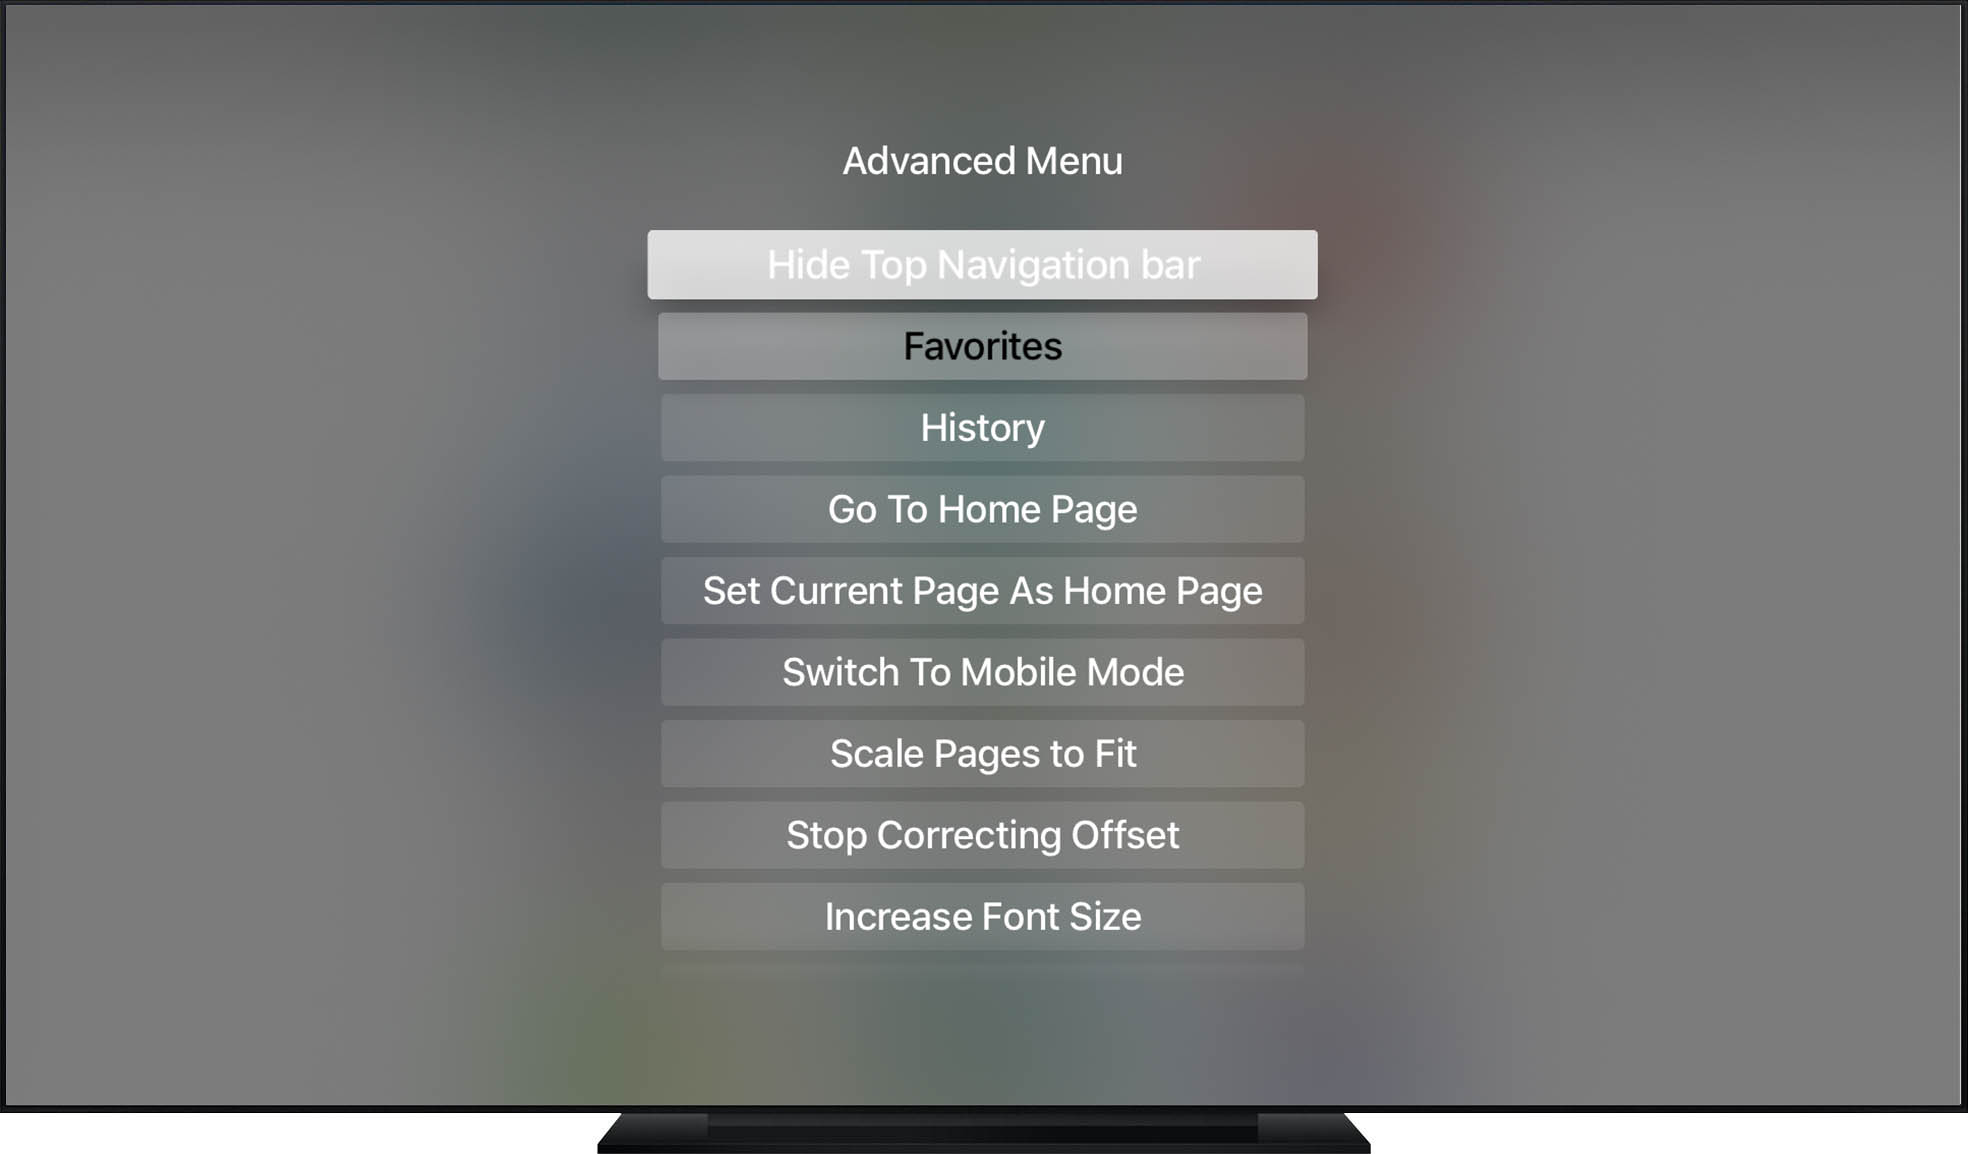 Advanced Menu
Hide Top Navigation bar
Favorites
History
Go To Home Page
Set Current Page As Home Page
Switch To Mobile Mode
Scale Pages to Fit
Stop Correcting Offset
Increase Font Size